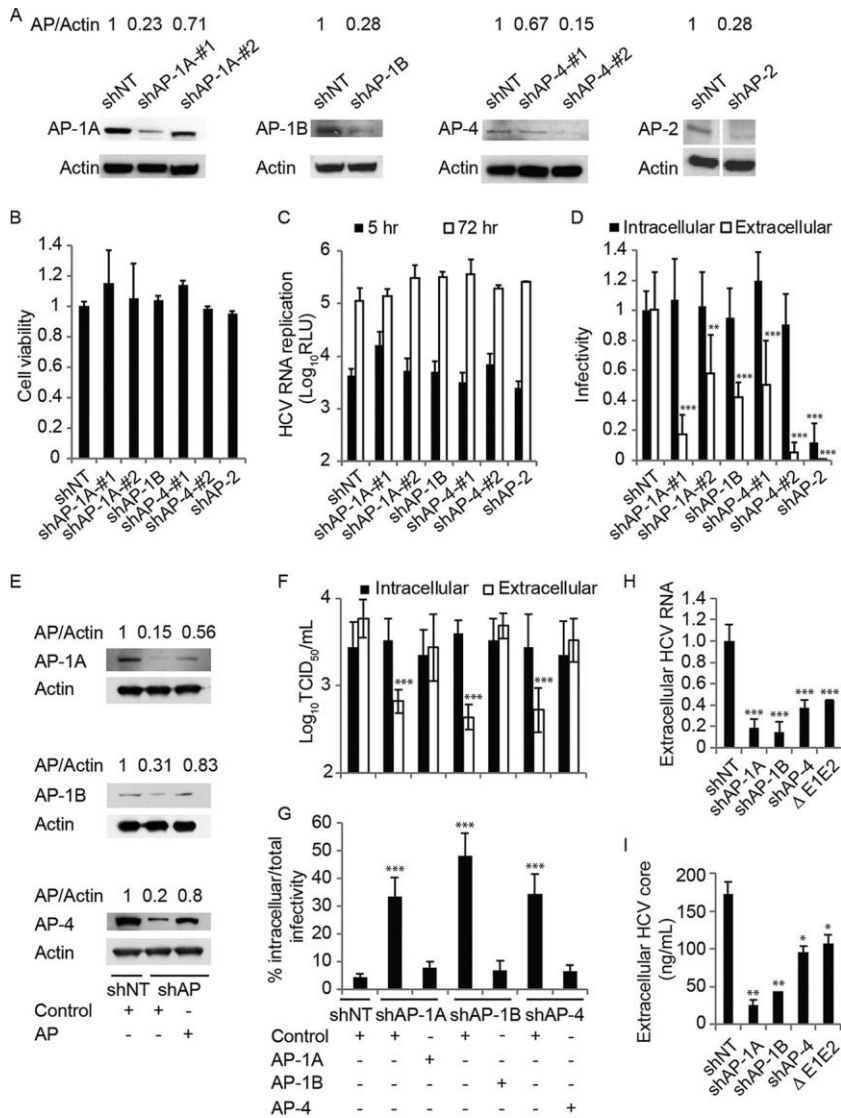 A
AP/Actin 1 0.23 0.71 1 0.28 1 0.67 0.15 1 0.28
shNT shAP-1A-#1 shAP-1A-#2 shNT shAP-1B shNT shAP-4-#1 shAP-4-#2 shNT shAP-2
AP-1A AP-1B AP-4 AP-2
Actin Actin Actin Actin
B
Cell viability
1.4
1.2
1
0.8
0.6
0.4
0.2
0
shNT shAP-1A-#1 shAP-1A-#2 shAP-1B shAP-4-#1 shAP-4-#2 shAP-2
C
5 hr 72 hr
HCV RNA replication
(Log10RLU)
6
5
4
3
2
shNT shAP-1A-#1 shAP-1A-#2 shAP-1B shAP-4-#1 shAP-4-#2 shAP-2
D
Intracellular Extracellular
Infectivity
1.4
1.2
1
0.8
0.6
0.4
0.2
0
*** ** *** *** *** *** ***
shNT shAP-1A-#1 shAP-1A-#2 shAP-1B shAP-4-#1 shAP-4-#2 shAP-2
E
AP/Actin 1 0.15 0.56
AP-1A
Actin
AP/Actin 1 0.31 0.83
AP-1B
Actin
AP/Actin 1 0.2 0.8
AP-4
Actin
shNT shAP
Control + + -
AP - - +
F
Intracellular Extracellular
Log10TCID50/mL
4
3
2
*** *** ***
G
% intracelluar/total
infectivity
60
50
40
30
20
10
0
*** *** ***
shNT shAP-1A shAP-1B shAP-4
Control + + - + - + -
AP-1A - - + - - - -
AP-1B - - - - + - -
AP-4 - - - - - - +
H
Extracellular HCV RNA
1.4
1.2
1.0
0.8
0.6
0.4
0.2
0
*** *** *** ***
shNT shAP-1A shAP-1B shAP-4 Δ E1E2
I
Extracellular HCV core
(ng/mL)
200
150
100
50
0
** ** * *
shNT shAP-1A shAP-1B shAP-4 Δ E1E2